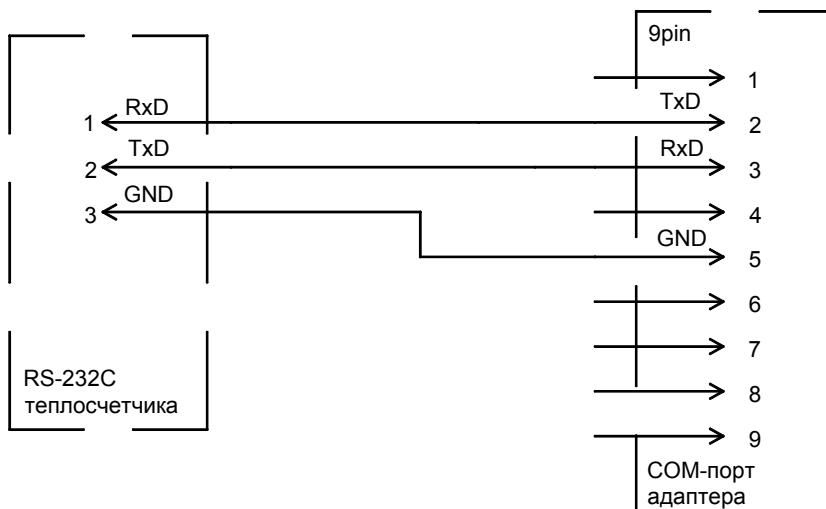 9pin
1
RxD TxD
1 2
TxD RxD
2 3
GND
3 4
GND
5
6
7
RS-232C
теплосчетчика
8
9
COM-порт
адаптера